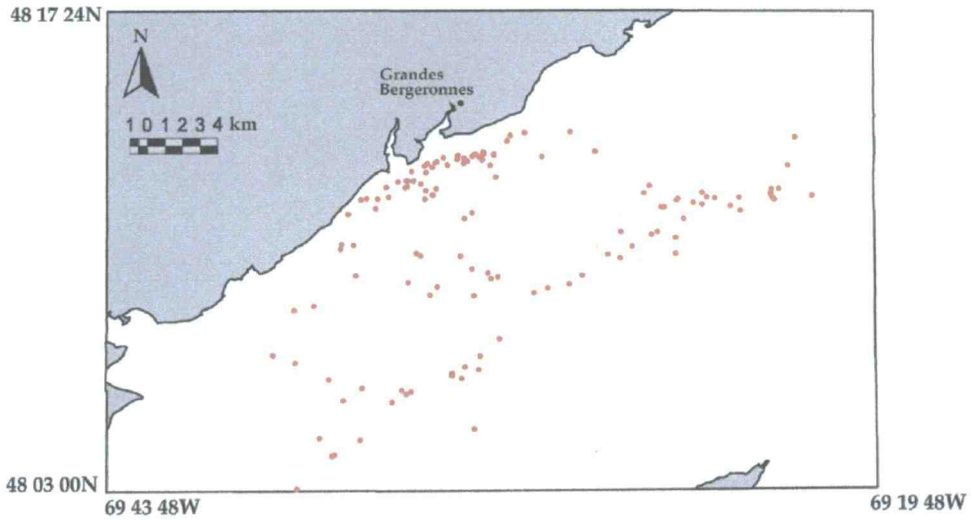 48 17 24N
N
Grandes
Bergeronnes
1 0 1 2 3 4 km
48 03 00N
69 43 48W
69 19 48W